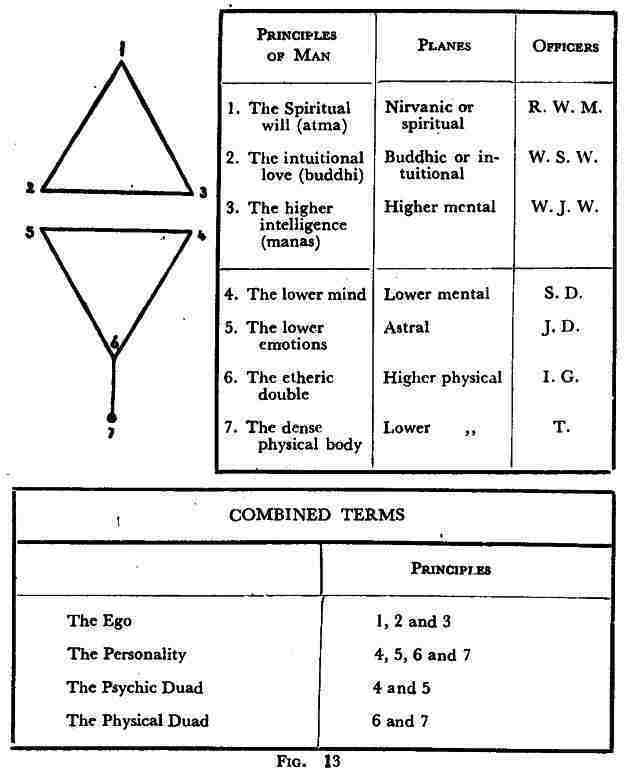 1
2
3
5
4
6
7
PRINCIPLES OF MAN
PLANES
OFFICERS
1. The Spiritual will (atma)
Nirvanic or spiritual
R. W. M.
2. The intuitional love (buddhi)
Buddhic or in-tuitional
W. S. W.
3. The higher intelligence (manas)
Higher mental
W. J. W.
4. The lower mind
Lower mental
S. D.
5. The lower emotions
Astral
J. D.
6. The etheric double
Higher physical
I. G.
7. The dense physical body
Lower ,,
T.
COMBINED TERMS
PRINCIPLES
The Ego
1, 2 and 3
The Personality
4, 5, 6 and 7
The Psychic Duad
4 and 5
The Physical Duad
6 and 7
FIG. 13